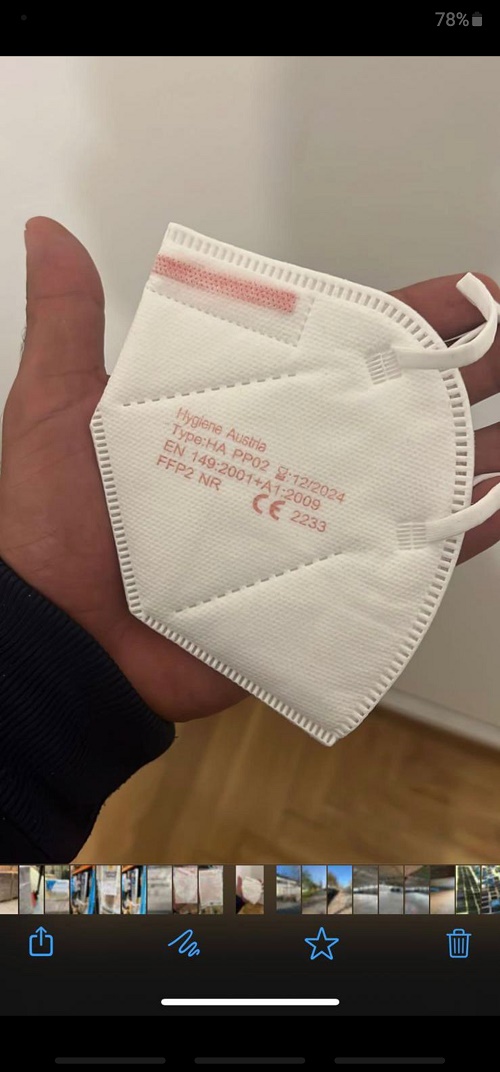 78%
Hygiene Austria
Type:HA PP02 ⌛:12/2024
EN 149:2001+A1:2009
FFP2 NR CE 2233